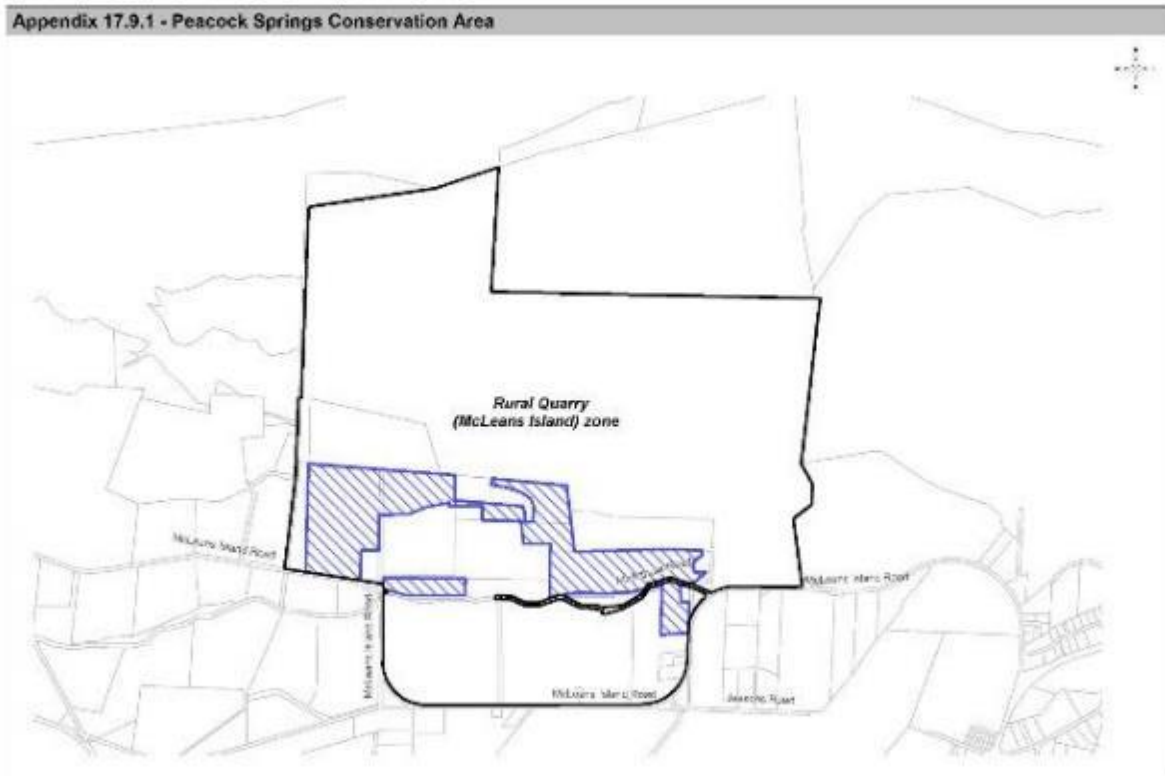 Appendix 17.9.1 - Peacock Springs Conservation Area
Rural Quarry
(McLeans Island) zone
McLeans Island Road
McLeans Island Road
McLeans Island Road
McLeans Island Road
Road